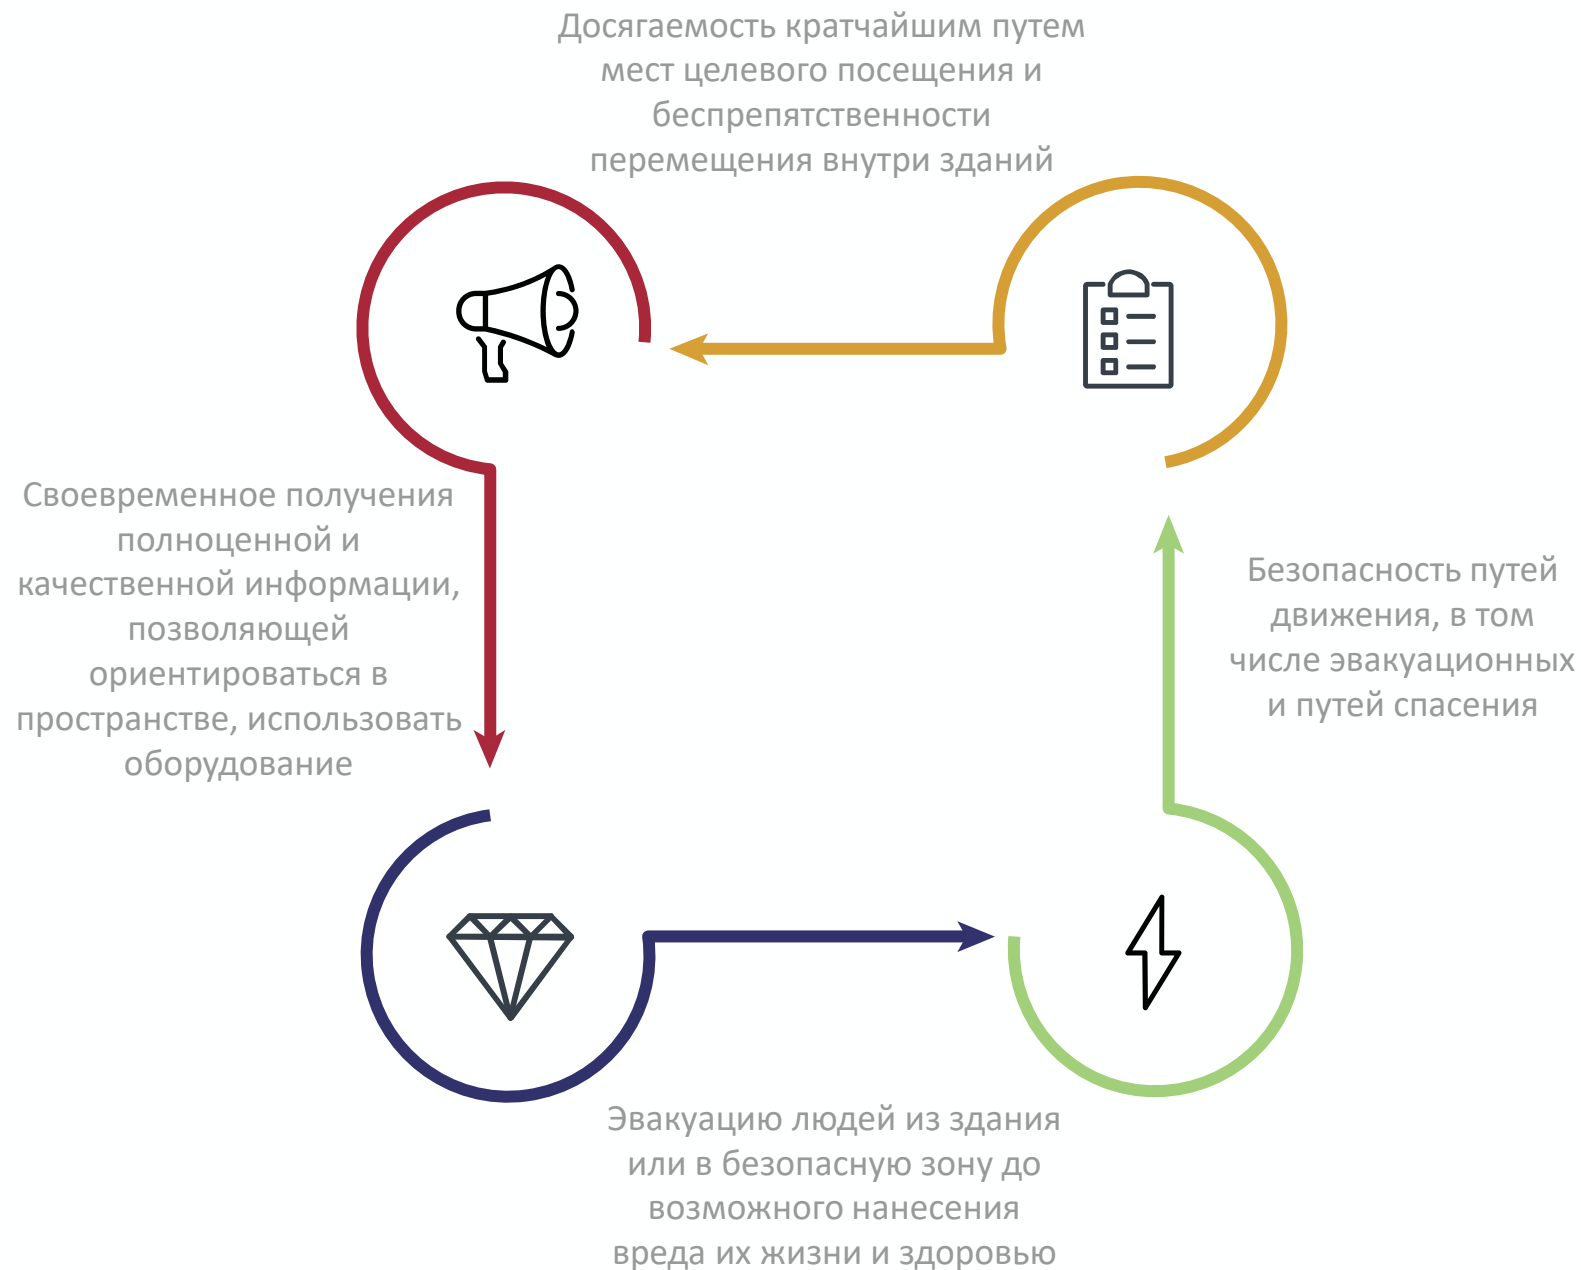 Досягаемость кратчайшим путем
мест целевого посещения и
беспрепятственности
перемещения внутри зданий
Своевременное получения
полноценной и
качественной информации,
позволяющей
ориентироваться в
пространстве, использовать
оборудование
Безопасность путей
движения, в том
числе эвакуационных
и путей спасения
Эвакуацию людей из здания
или в безопасную зону до
возможного нанесения
вреда их жизни и здоровью